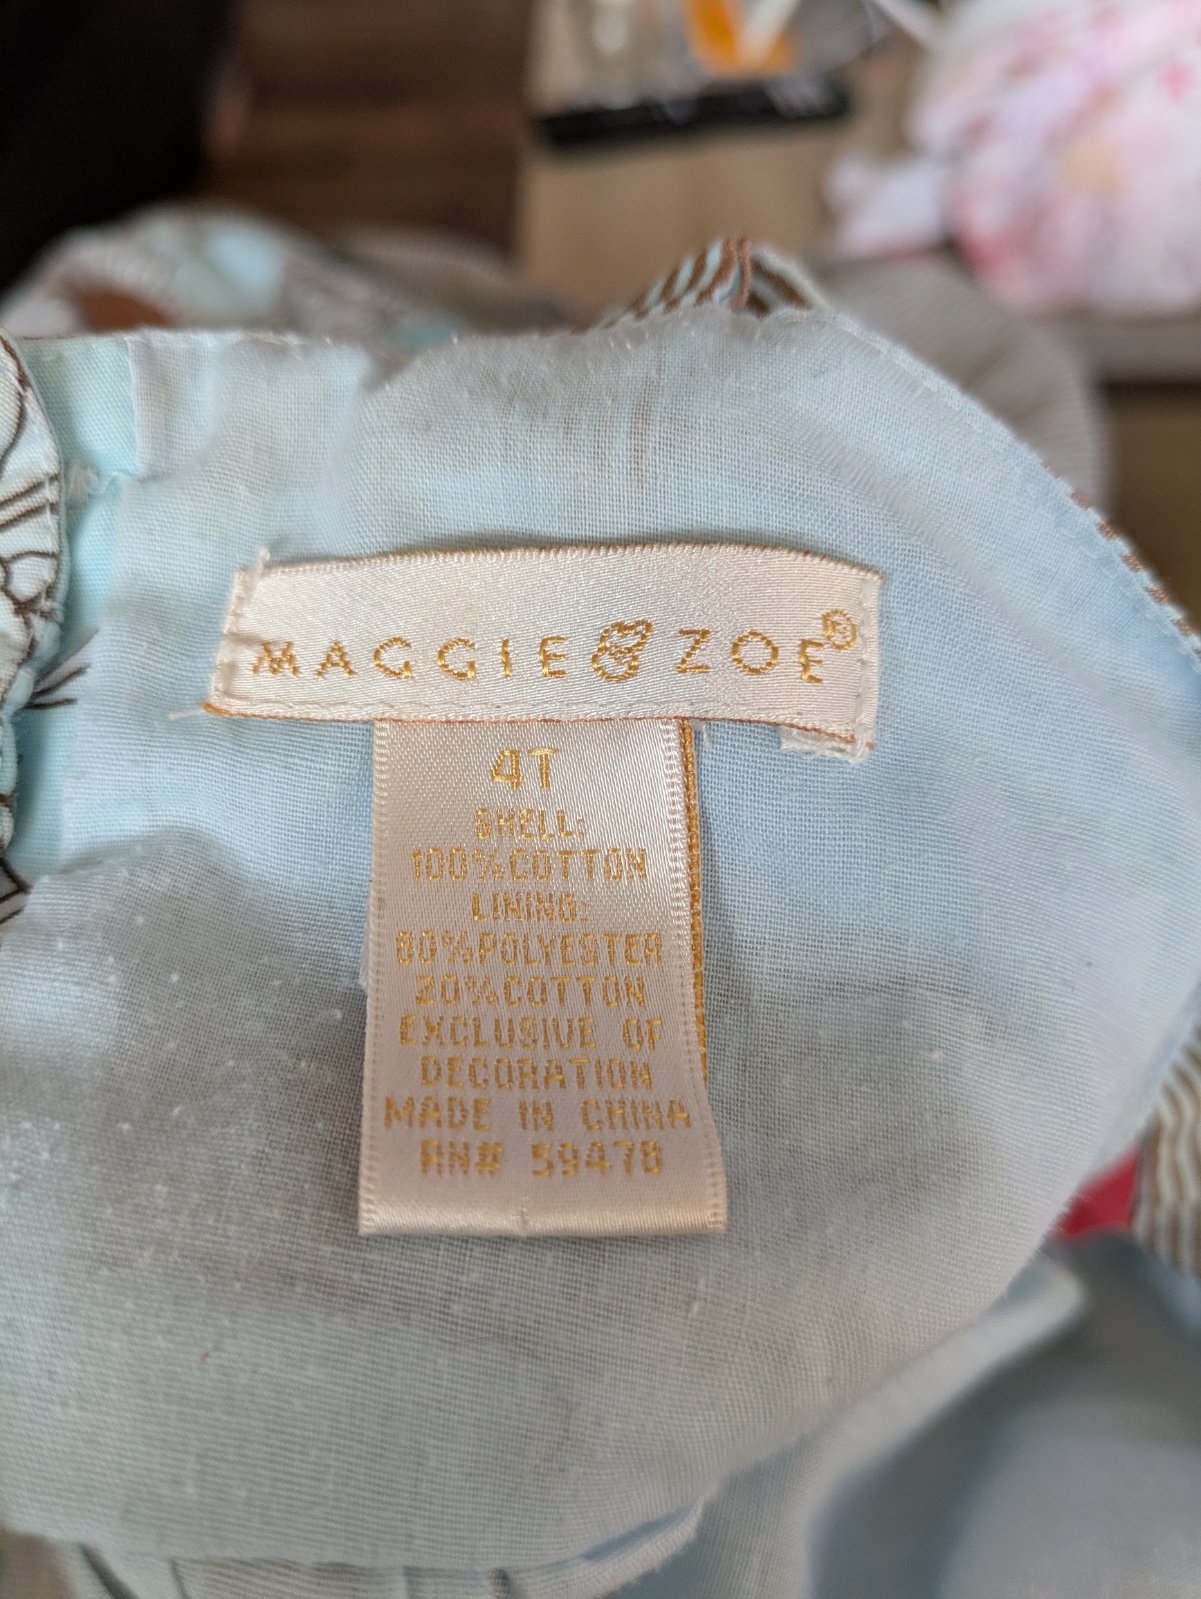 MAGGIE & ZOE®
4T
SHELL:
100%COTTON
LINING:
80%POLYESTER
20%COTTON
EXCLUSIVE OF
DECORATION
MADE IN CHINA
RN# 59478